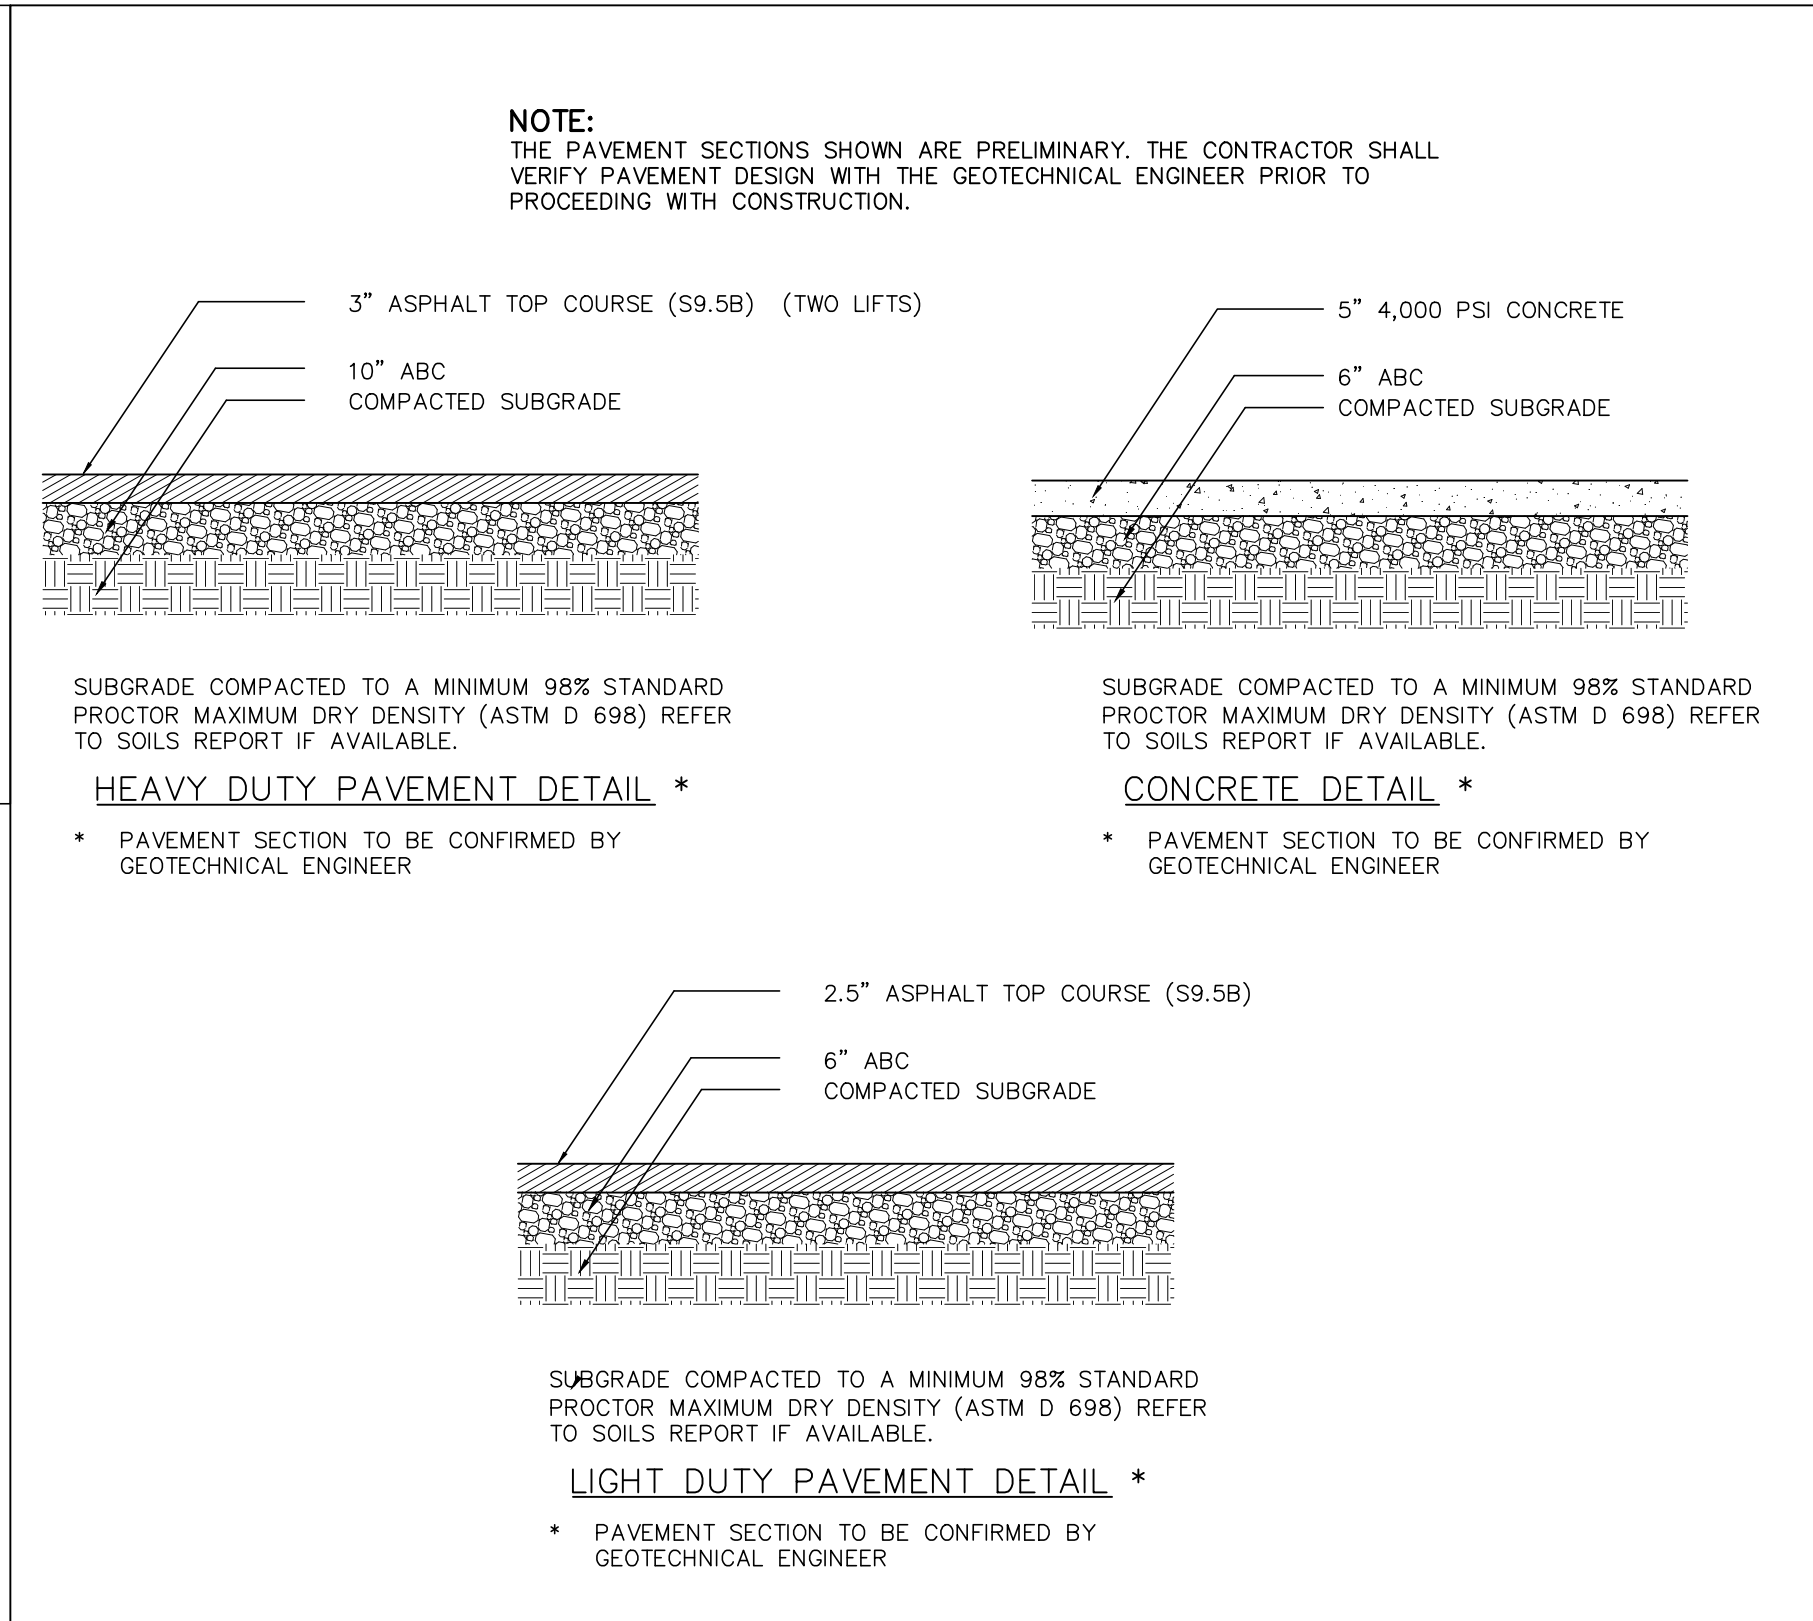 NOTE:
THE PAVEMENT SECTIONS SHOWN ARE PRELIMINARY. THE CONTRACTOR SHALL
VERIFY PAVEMENT DESIGN WITH THE GEOTECHNICAL ENGINEER PRIOR TO
PROCEEDING WITH CONSTRUCTION.
3" ASPHALT TOP COURSE (S9.5B) (TWO LIFTS)
10" ABC
COMPACTED SUBGRADE
SUBGRADE COMPACTED TO A MINIMUM 98% STANDARD
PROCTOR MAXIMUM DRY DENSITY (ASTM D 698) REFER
TO SOILS REPORT IF AVAILABLE.
HEAVY DUTY PAVEMENT DETAIL *
* PAVEMENT SECTION TO BE CONFIRMED BY
GEOTECHNICAL ENGINEER
5" 4,000 PSI CONCRETE
6" ABC
COMPACTED SUBGRADE
SUBGRADE COMPACTED TO A MINIMUM 98% STANDARD
PROCTOR MAXIMUM DRY DENSITY (ASTM D 698) REFER
TO SOILS REPORT IF AVAILABLE.
CONCRETE DETAIL *
* PAVEMENT SECTION TO BE CONFIRMED BY
GEOTECHNICAL ENGINEER
2.5" ASPHALT TOP COURSE (S9.5B)
6" ABC
COMPACTED SUBGRADE
SUBGRADE COMPACTED TO A MINIMUM 98% STANDARD
PROCTOR MAXIMUM DRY DENSITY (ASTM D 698) REFER
TO SOILS REPORT IF AVAILABLE.
LIGHT DUTY PAVEMENT DETAIL *
* PAVEMENT SECTION TO BE CONFIRMED BY
GEOTECHNICAL ENGINEER